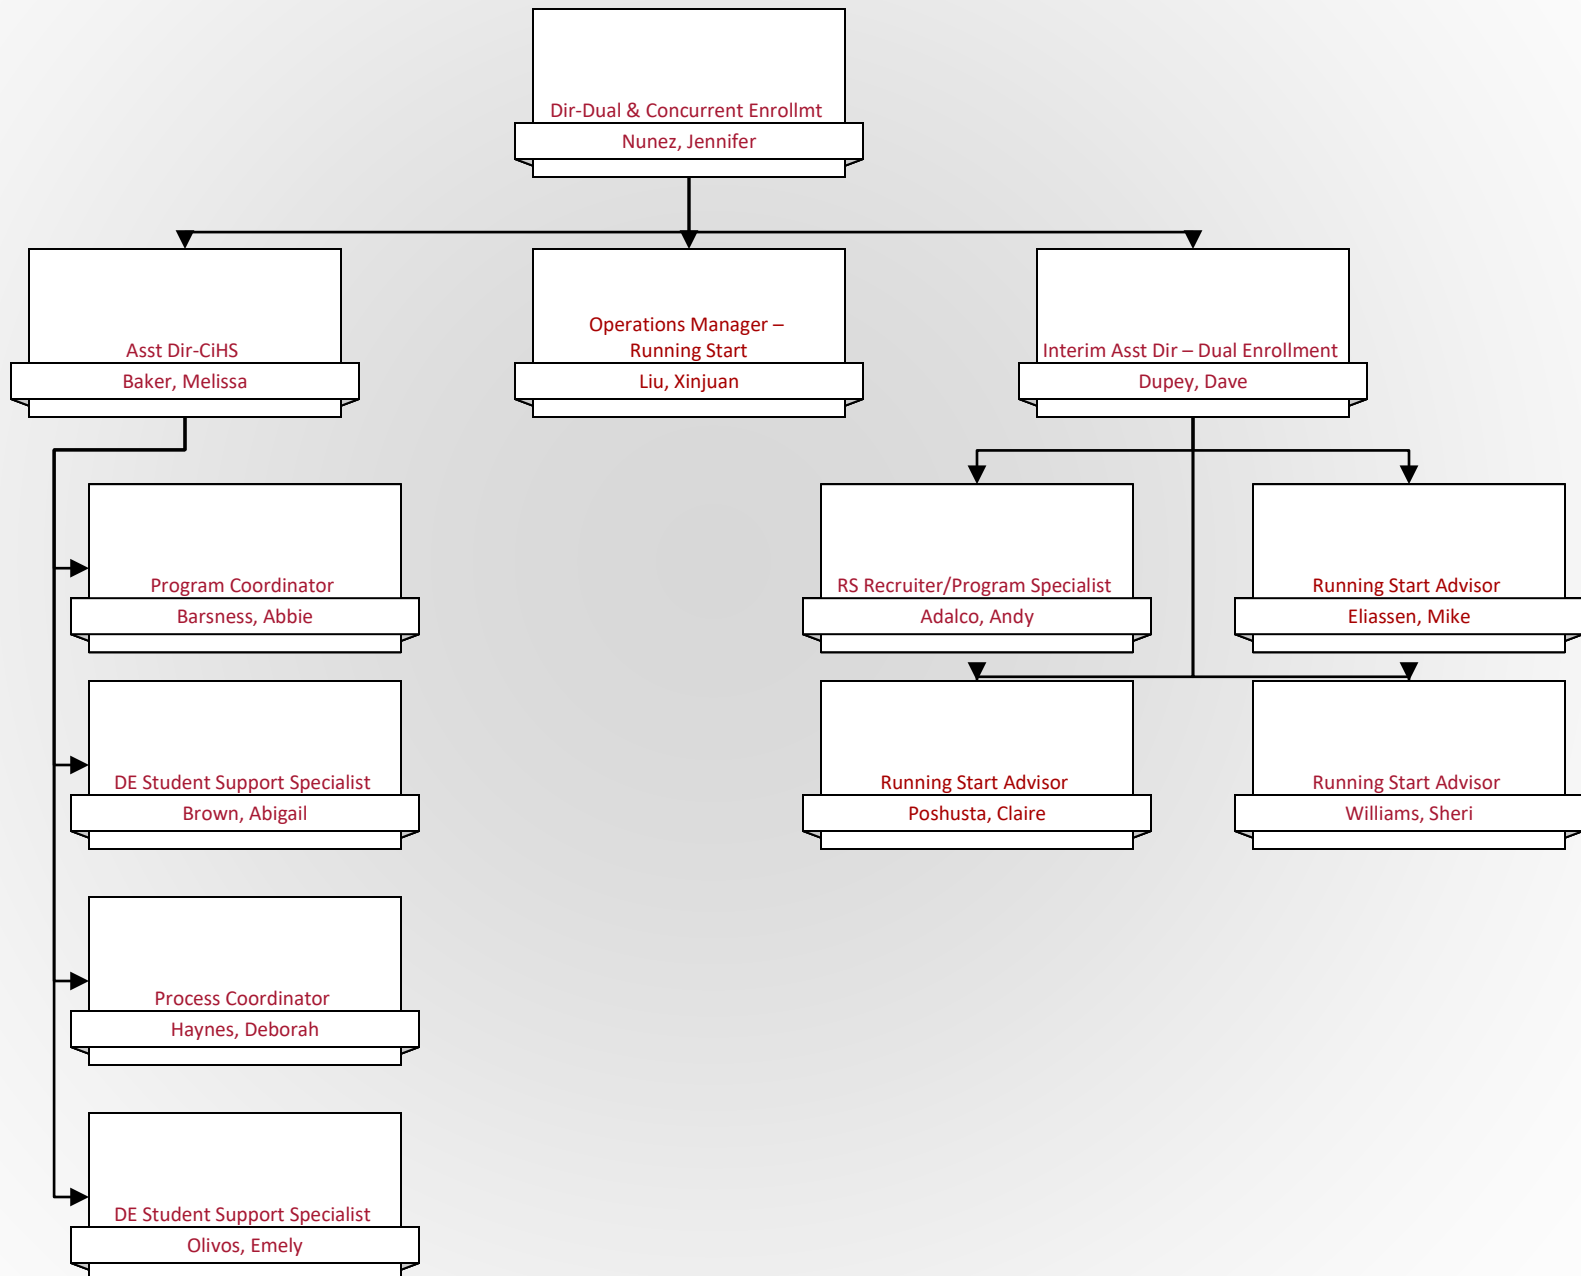 Dir-Dual & Concurrent Enrollmt
Nunez, Jennifer
Asst Dir-CiHS
Baker, Melissa
Operations Manager –
Running Start
Liu, Xinjuan
Interim Asst Dir – Dual Enrollment
Dupey, Dave
Program Coordinator
Barsness, Abbie
RS Recruiter/Program Specialist
Adalco, Andy
Running Start Advisor
Eliassen, Mike
DE Student Support Specialist
Brown, Abigail
Running Start Advisor
Poshusta, Claire
Running Start Advisor
Williams, Sheri
Process Coordinator
Haynes, Deborah
DE Student Support Specialist
Olivos, Emely